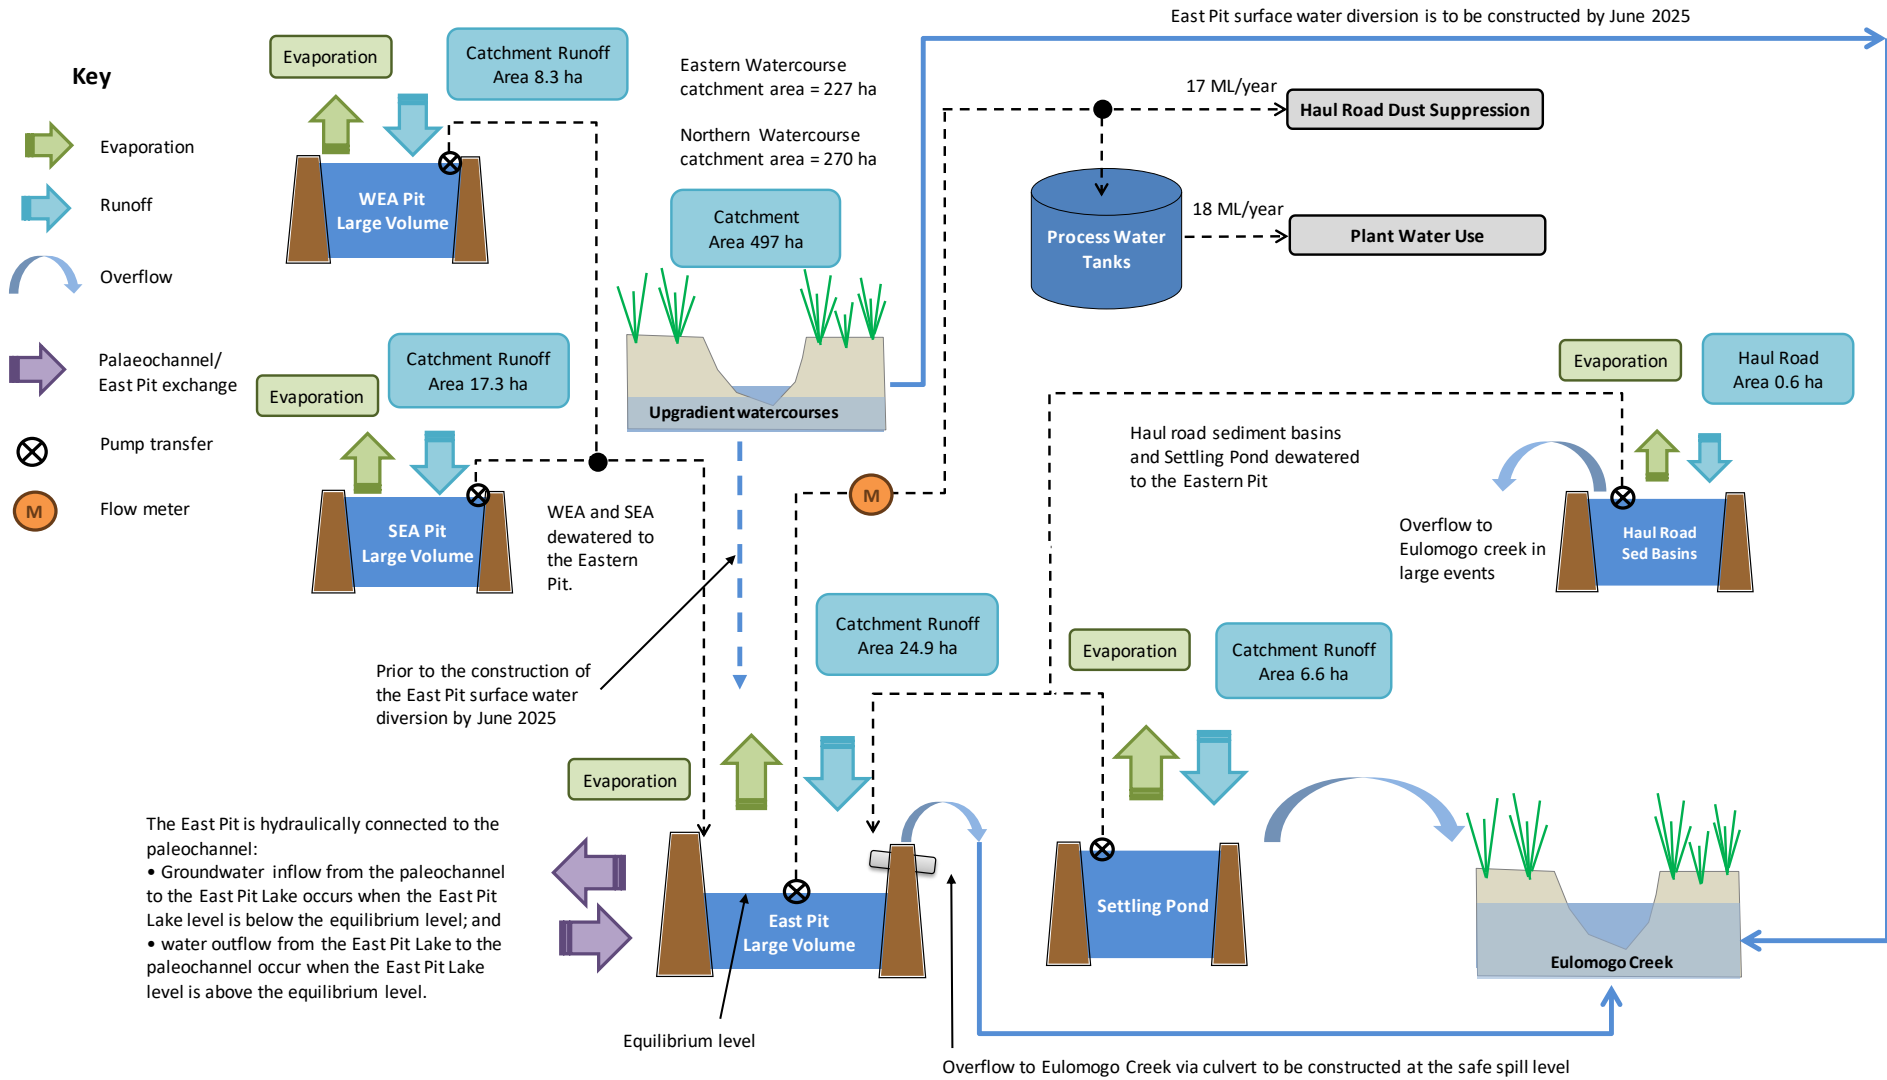 East Pit surface water diversion is to be constructed by June 2025
Key
Evaporation
Runoff
Overflow
Palaeochannel/
East Pit exchange
Pump transfer
M
Flow meter
Evaporation
Catchment Runoff
Area 8.3 ha
WEA Pit
Large Volume
Eastern Watercourse
catchment area = 227 ha
Northern Watercourse
catchment area = 270 ha
Catchment
Area 497 ha
Upgradient watercourses
17 ML/year
Haul Road Dust Suppression
Process Water
Tanks
18 ML/year
Plant Water Use
Evaporation
Catchment Runoff
Area 17.3 ha
SEA Pit
Large Volume
WEA and SEA
dewatered to
the Eastern
Pit.
M
Haul road sediment basins
and Settling Pond dewatered
to the Eastern Pit
Evaporation
Haul Road
Area 0.6 ha
Overflow to
Eulomogo creek in
large events
Haul Road
Sed Basins
Prior to the construction of
the East Pit surface water
diversion by June 2025
Catchment Runoff
Area 24.9 ha
Evaporation
Catchment Runoff
Area 6.6 ha
Evaporation
The East Pit is hydraulically connected to the
paleochannel:
• Groundwater inflow from the paleochannel
to the East Pit Lake occurs when the East Pit
Lake level is below the equilibrium level; and
• water outflow from the East Pit Lake to the
paleochannel occur when the East Pit Lake
level is above the equilibrium level.
East Pit
Large Volume
Settling Pond
Eulomogo Creek
Equilibrium level
Overflow to Eulomogo Creek via culvert to be constructed at the safe spill level